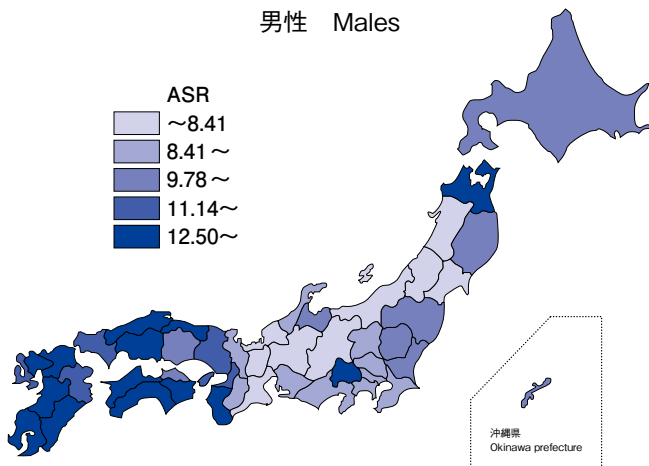 男性　Males
ASR
～8.41
8.41～
9.78～
11.14～
12.50～
沖縄県
Okinawa prefecture